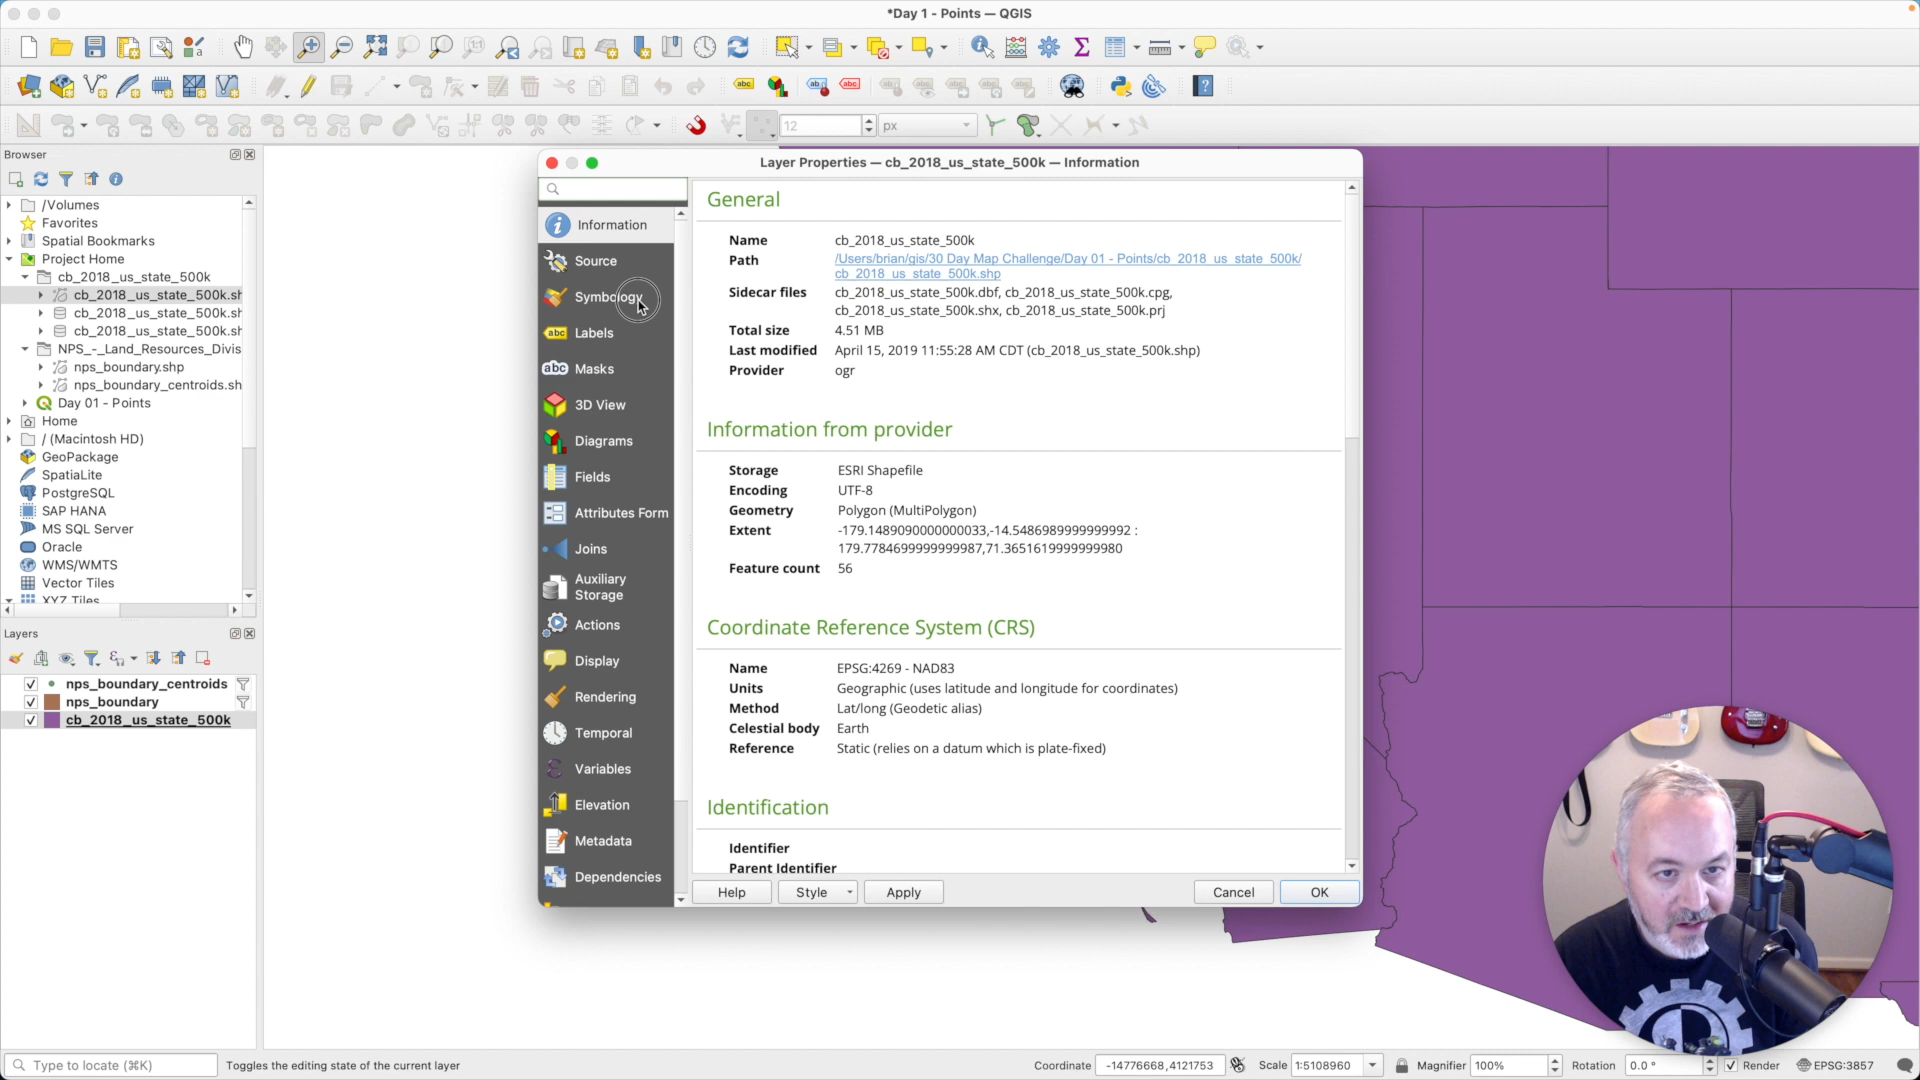 *Day 1 - Points — QGIS
12
px
Browser
/Volumes
Favorites
Spatial Bookmarks
Project Home
cb_2018_us_state_500k
cb_2018_us_state_500k.sh
cb_2018_us_state_500k.sh
cb_2018_us_state_500k.sh
NPS_-_Land_Resources_Divis
nps_boundary.shp
nps_boundary_centroids.sh
Day 01 - Points
Home
/ (Macintosh HD)
GeoPackage
SpatiaLite
PostgreSQL
SAP HANA
MS SQL Server
Oracle
WMS/WMTS
Vector Tiles
XYZ Tiles
Layers
nps_boundary_centroids
nps_boundary
cb_2018_us_state_500k
Layer Properties — cb_2018_us_state_500k — Information
Information
Source
Symbology
Labels
Masks
3D View
Diagrams
Fields
Attributes Form
Joins
Auxiliary
Storage
Actions
Display
Rendering
Temporal
Variables
Elevation
Metadata
Dependencies
General
Name cb_2018_us_state_500k
Path /Users/brian/gis/30 Day Map Challenge/Day 01 - Points/cb_2018_us_state_500k/
cb_2018_us_state_500k.shp
Sidecar files cb_2018_us_state_500k.dbf, cb_2018_us_state_500k.cpg,
cb_2018_us_state_500k.shx, cb_2018_us_state_500k.prj
Total size 4.51 MB
Last modified April 15, 2019 11:55:28 AM CDT (cb_2018_us_state_500k.shp)
Provider ogr
Information from provider
Storage ESRI Shapefile
Encoding UTF-8
Geometry Polygon (MultiPolygon)
Extent -179.1489090000000033,-14.5486989999999992 :
179.7784699999999987,71.3651619999999980
Feature count 56
Coordinate Reference System (CRS)
Name EPSG:4269 - NAD83
Units Geographic (uses latitude and longitude for coordinates)
Method Lat/long (Geodetic alias)
Celestial body Earth
Reference Static (relies on a datum which is plate-fixed)
Identification
Identifier
Parent Identifier
Help Style Apply Cancel OK
Type to locate (⌘K) Toggles the editing state of the current layer Coordinate -14776668,4121753 Scale 1:5108960 Magnifier 100% Rotation 0.0 ° Render EPSG:3857